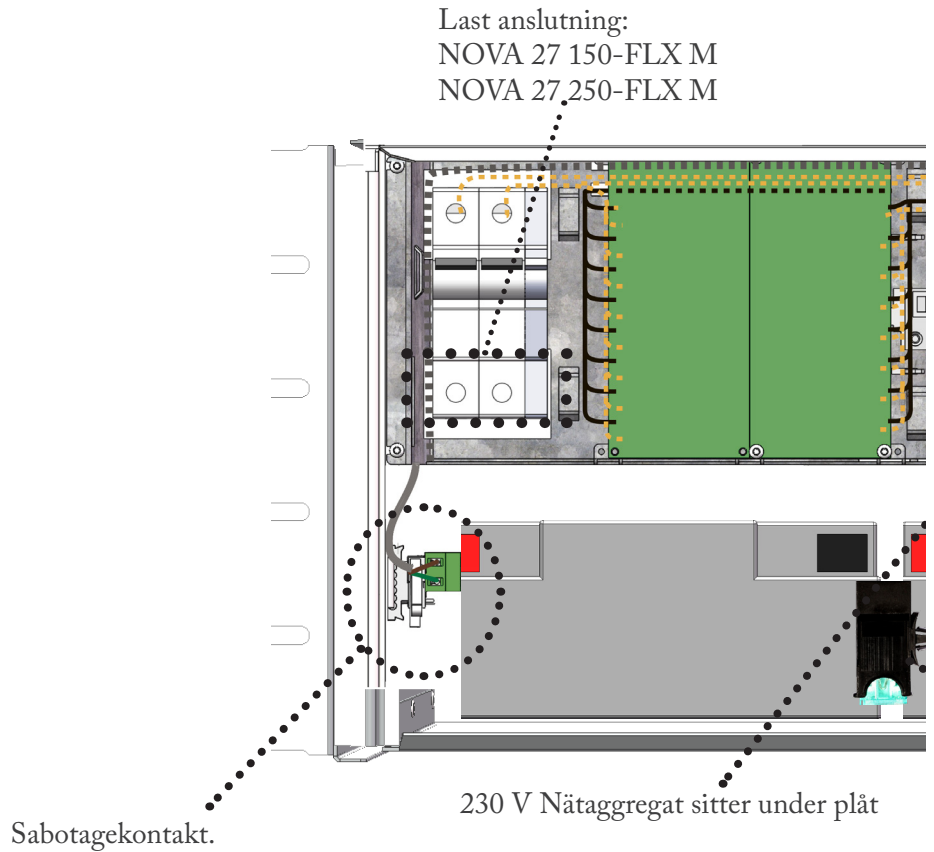 Last anslutning:
NOVA 27 150-FLX M
NOVA 27 250-FLX M
230 V Nätaggregat sitter under plåt
Sabotagekontakt.